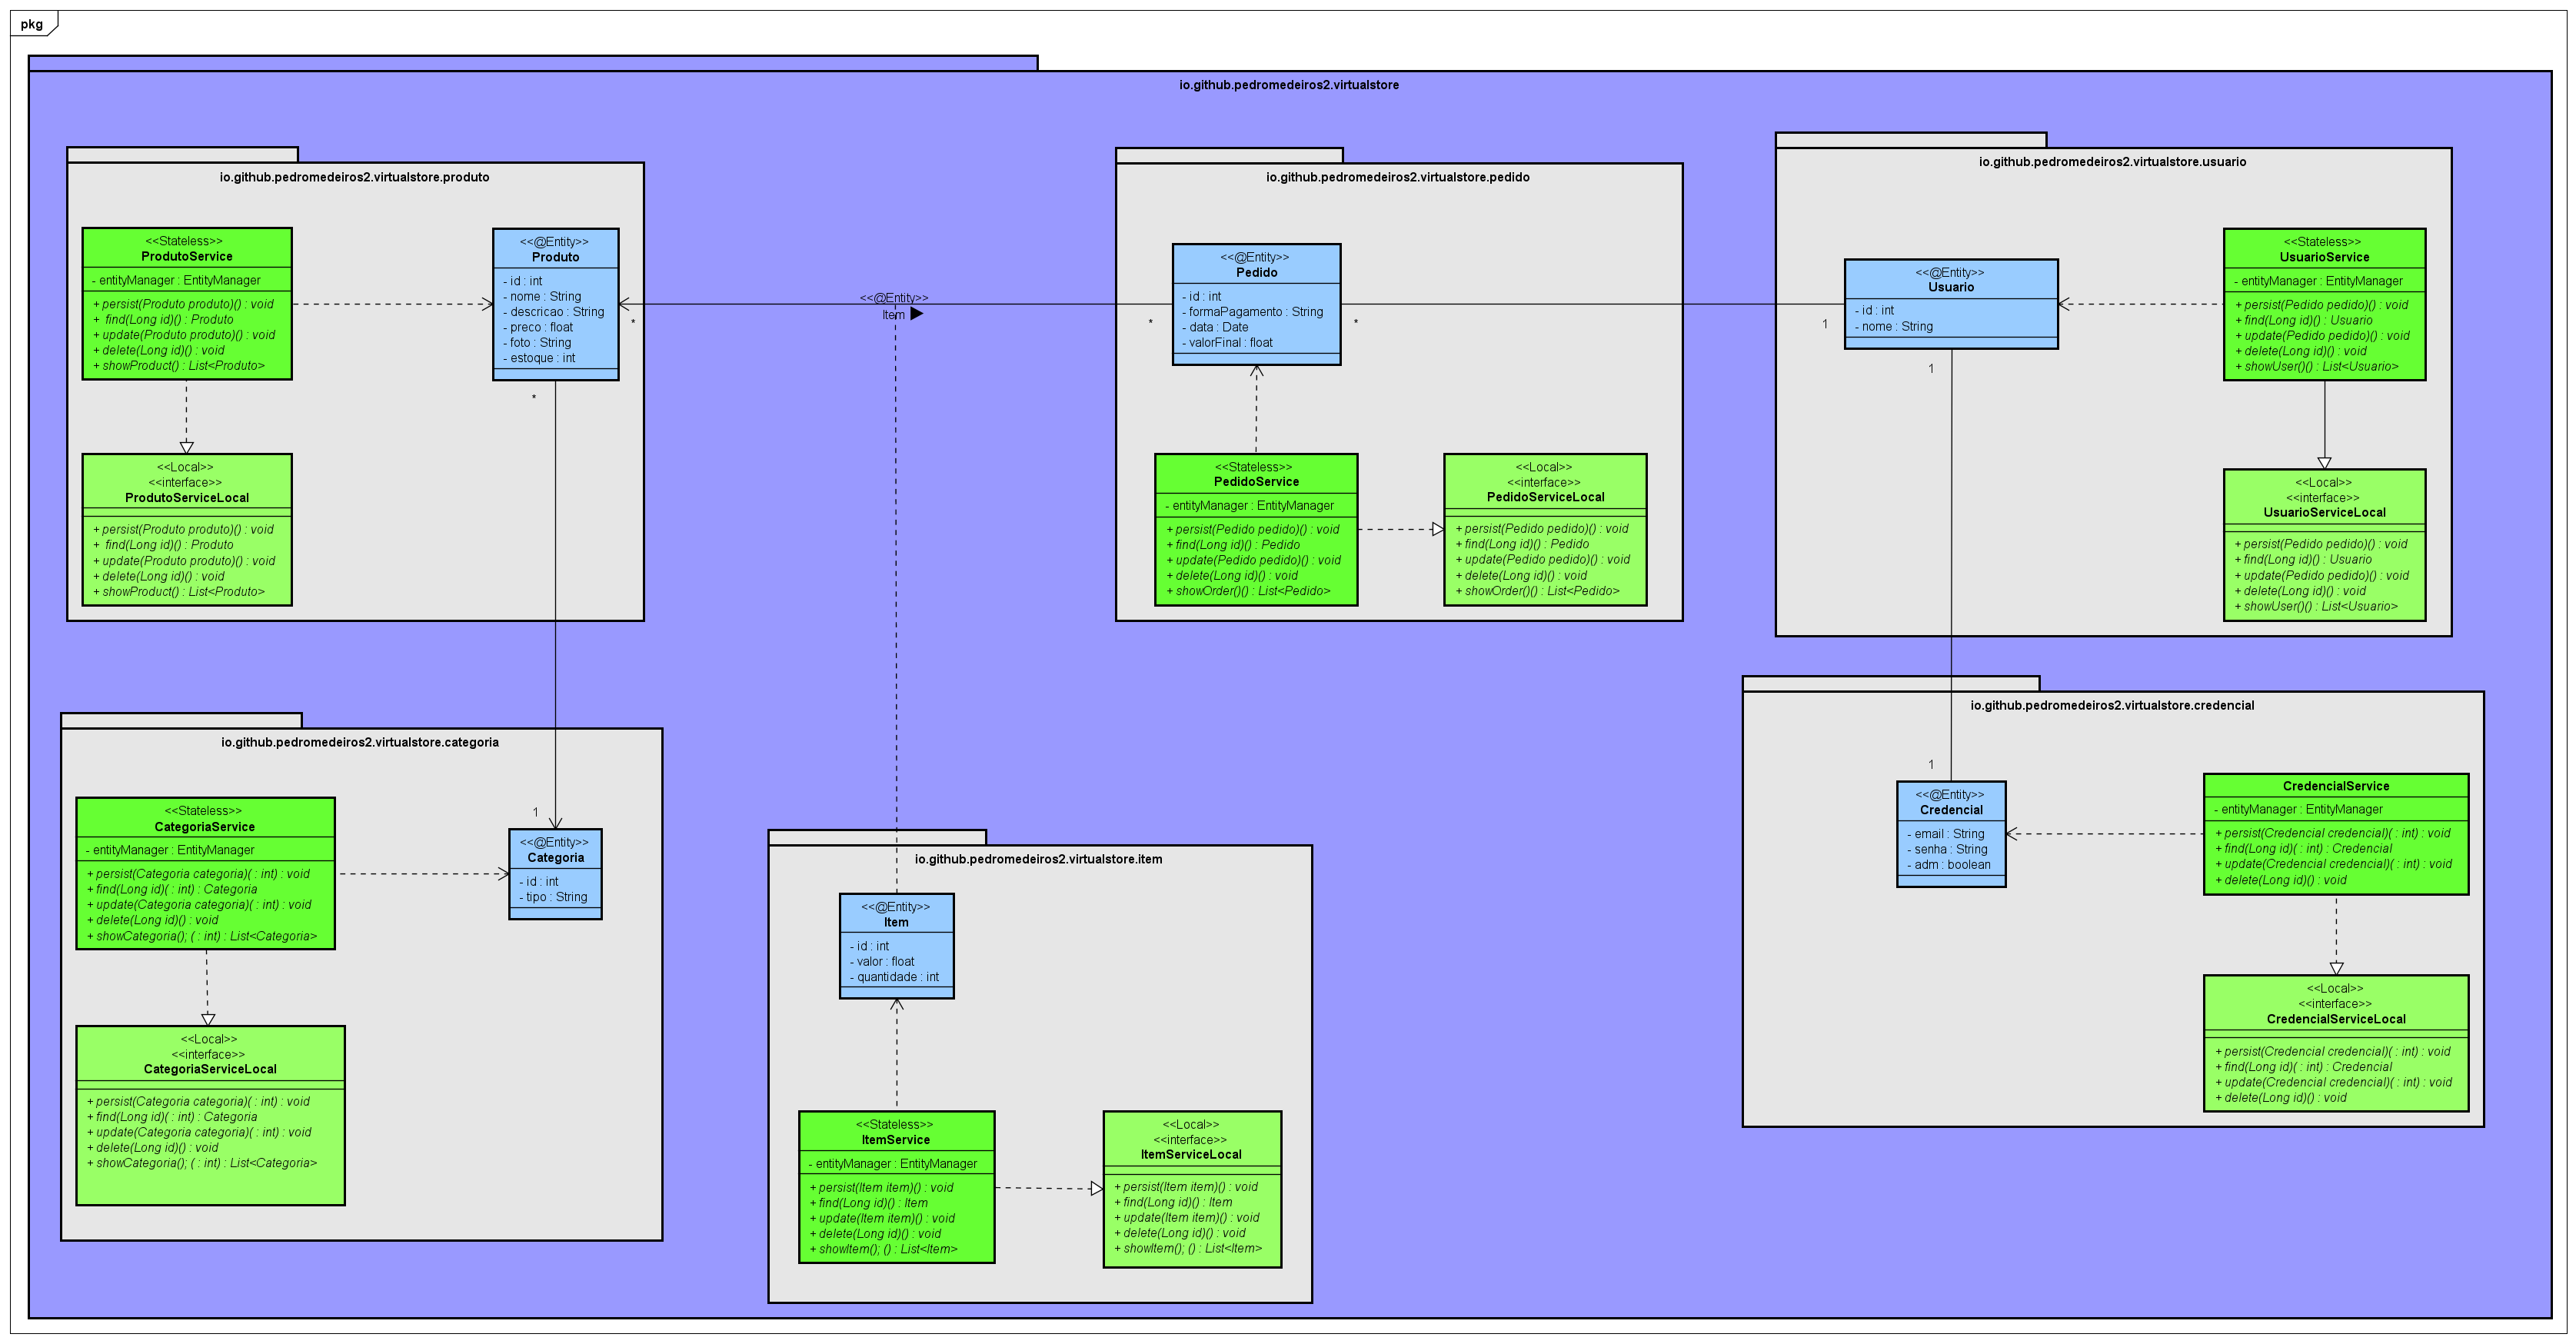 pkg
io.github.pedromedeiros2.virtualstore
io.github.pedromedeiros2.virtualstore.produto
<<Stateless>>
ProdutoService
- entityManager : EntityManager
+ persist(Produto produto)() : void
+ find(Long id)() : Produto
+ update(Produto produto)() : void
+ delete(Long id)() : void
+ showProduct() : List<Produto>
<<@Entity>>
Produto
- id : int
- nome : String
- descricao : String
- preco : float
- foto : String
- estoque : int
*
*
<<Local>>
<<interface>>
ProdutoServiceLocal
+ persist(Produto produto)() : void
+ find(Long id)() : Produto
+ update(Produto produto)() : void
+ delete(Long id)() : void
+ showProduct() : List<Produto>
<<@Entity>>
Item
io.github.pedromedeiros2.virtualstore.pedido
<<@Entity>>
Pedido
- id : int
- formaPagamento : String
- data : Date
- valorFinal : float
*
*
<<Stateless>>
PedidoService
- entityManager : EntityManager
+ persist(Pedido pedido)() : void
+ find(Long id)() : Pedido
+ update(Pedido pedido)() : void
+ delete(Long id)() : void
+ showOrder()() : List<Pedido>
<<Local>>
<<interface>>
PedidoServiceLocal
+ persist(Pedido pedido)() : void
+ find(Long id)() : Pedido
+ update(Pedido pedido)() : void
+ delete(Long id)() : void
+ showOrder()() : List<Pedido>
io.github.pedromedeiros2.virtualstore.usuario
<<@Entity>>
Usuario
- id : int
- nome : String
1
1
<<Stateless>>
UsuarioService
- entityManager : EntityManager
+ persist(Pedido pedido)() : void
+ find(Long id)() : Usuario
+ update(Pedido pedido)() : void
+ delete(Long id)() : void
+ showUser()() : List<Usuario>
<<Local>>
<<interface>>
UsuarioServiceLocal
+ persist(Pedido pedido)() : void
+ find(Long id)() : Usuario
+ update(Pedido pedido)() : void
+ delete(Long id)() : void
+ showUser()() : List<Usuario>
io.github.pedromedeiros2.virtualstore.categoria
<<Stateless>>
CategoriaService
- entityManager : EntityManager
+ persist(Categoria categoria)( : int) : void
+ find(Long id)( : int) : Categoria
+ update(Categoria categoria)( : int) : void
+ delete(Long id)() : void
+ showCategoria(); ( : int) : List<Categoria>
1
<<@Entity>>
Categoria
- id : int
- tipo : String
<<Local>>
<<interface>>
CategoriaServiceLocal
+ persist(Categoria categoria)( : int) : void
+ find(Long id)( : int) : Categoria
+ update(Categoria categoria)( : int) : void
+ delete(Long id)() : void
+ showCategoria(); ( : int) : List<Categoria>
io.github.pedromedeiros2.virtualstore.item
<<@Entity>>
Item
- id : int
- valor : float
- quantidade : int
<<Stateless>>
ItemService
- entityManager : EntityManager
+ persist(Item item)() : void
+ find(Long id)() : Item
+ update(Item item)() : void
+ delete(Long id)() : void
+ showItem(); () : List<Item>
<<Local>>
<<interface>>
ItemServiceLocal
+ persist(Item item)() : void
+ find(Long id)() : Item
+ update(Item item)() : void
+ delete(Long id)() : void
+ showItem(); () : List<Item>
io.github.pedromedeiros2.virtualstore.credencial
1
<<@Entity>>
Credencial
- email : String
- senha : String
- adm : boolean
CredencialService
- entityManager : EntityManager
+ persist(Credencial credencial)( : int) : void
+ find(Long id)( : int) : Credencial
+ update(Credencial credencial)( : int) : void
+ delete(Long id)() : void
<<Local>>
<<interface>>
CredencialServiceLocal
+ persist(Credencial credencial)( : int) : void
+ find(Long id)( : int) : Credencial
+ update(Credencial credencial)( : int) : void
+ delete(Long id)() : void